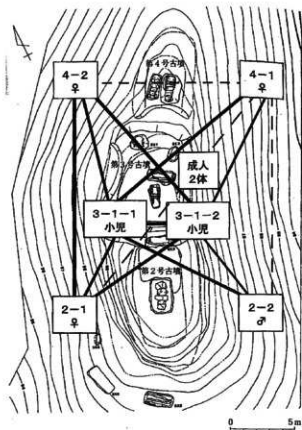 第4号古墳
4-2
♀
4-1
♀
第3号古墳
成人
2体
3-1-1
小児
3-1-2
小児
第2号古墳
2-1
♀
2-2
♂
0 5m